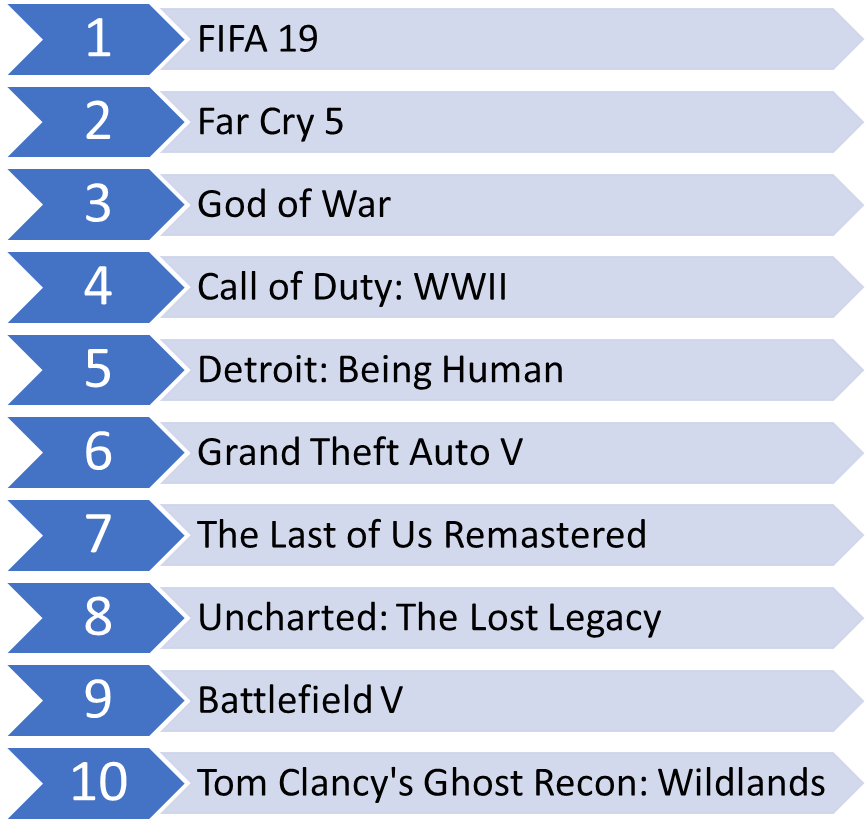 1 FIFA 19
2 Far Cry 5
3 God of War
4 Call of Duty: WWII
5 Detroit: Being Human
6 Grand Theft Auto V
7 The Last of Us Remastered
8 Uncharted: The Lost Legacy
9 Battlefield V
10 Tom Clancy's Ghost Recon: Wildlands